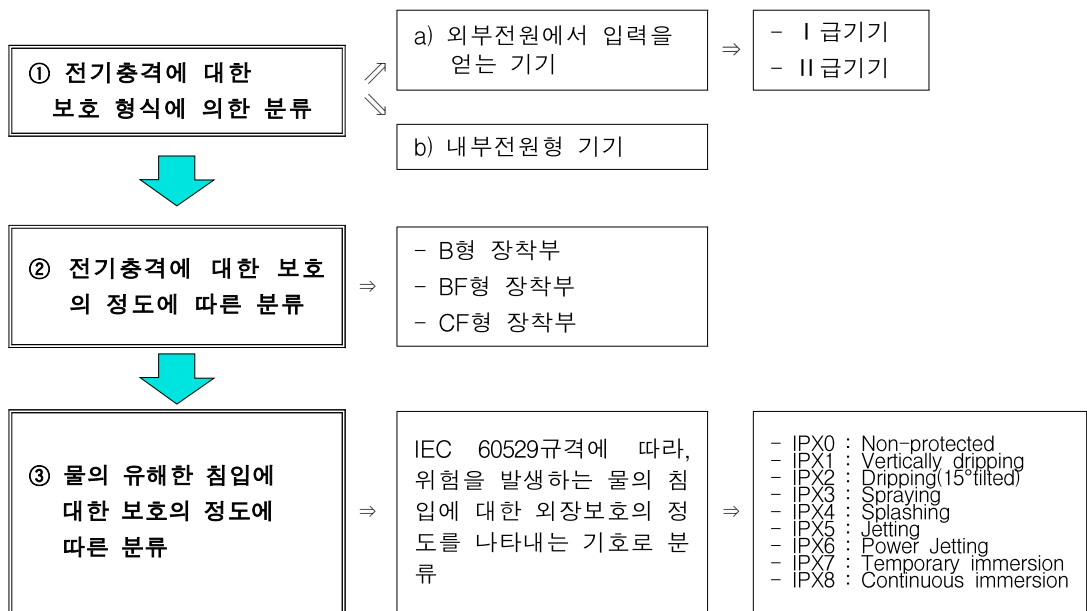 ① 전기충격에 대한
보호 형식에 의한 분류
⇗
⇘
a) 외부전원에서 입력을
얻는 기기
⇒
- Ⅰ급기기
- Ⅱ급기기
b) 내부전원형 기기
② 전기충격에 대한 보호
의 정도에 따른 분류
⇒
- B형 장착부
- BF형 장착부
- CF형 장착부
③ 물의 유해한 침입에
대한 보호의 정도에
따른 분류
⇒
IEC 60529규격에 따라,
위험을 발생하는 물의 침
입에 대한 외장보호의 정
도를 나타내는 기호로 분
류
⇒
- IPX0 : Non-protected
- IPX1 : Vertically dripping
- IPX2 : Dripping(15°tilted)
- IPX3 : Spraying
- IPX4 : Splashing
- IPX5 : Jetting
- IPX6 : Power Jetting
- IPX7 : Temporary immersion
- IPX8 : Continuous immersion